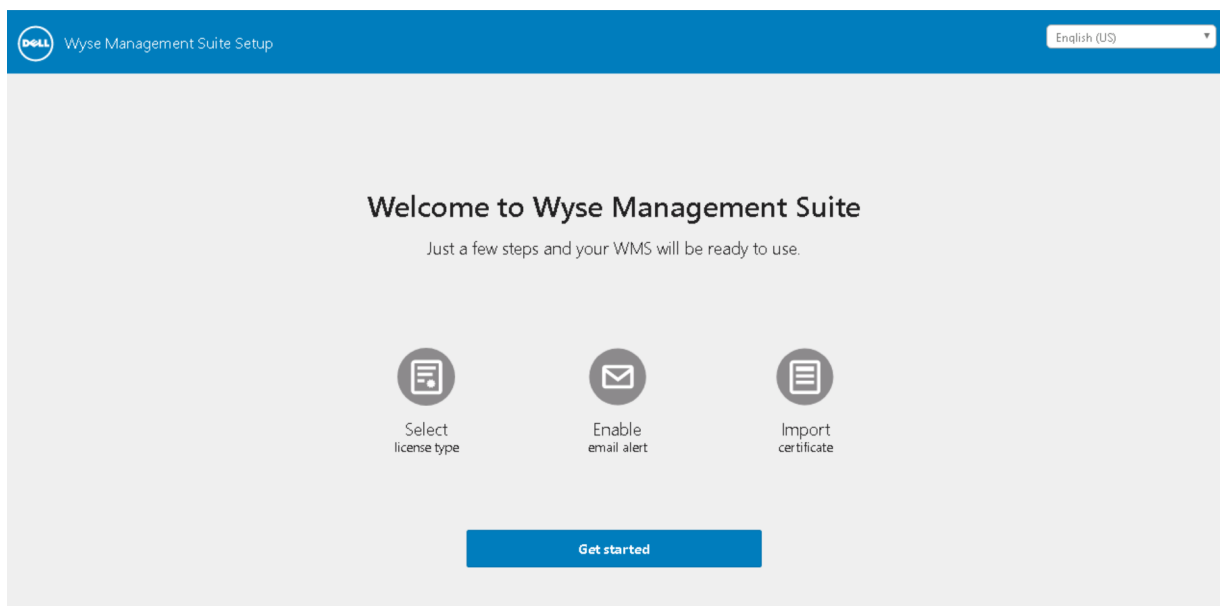 DELL
Wyse Management Suite Setup
English (US)
Welcome to Wyse Management Suite
Just a few steps and your WMS will be ready to use.
Select
license type
Enable
email alert
Import
certificate
Get started